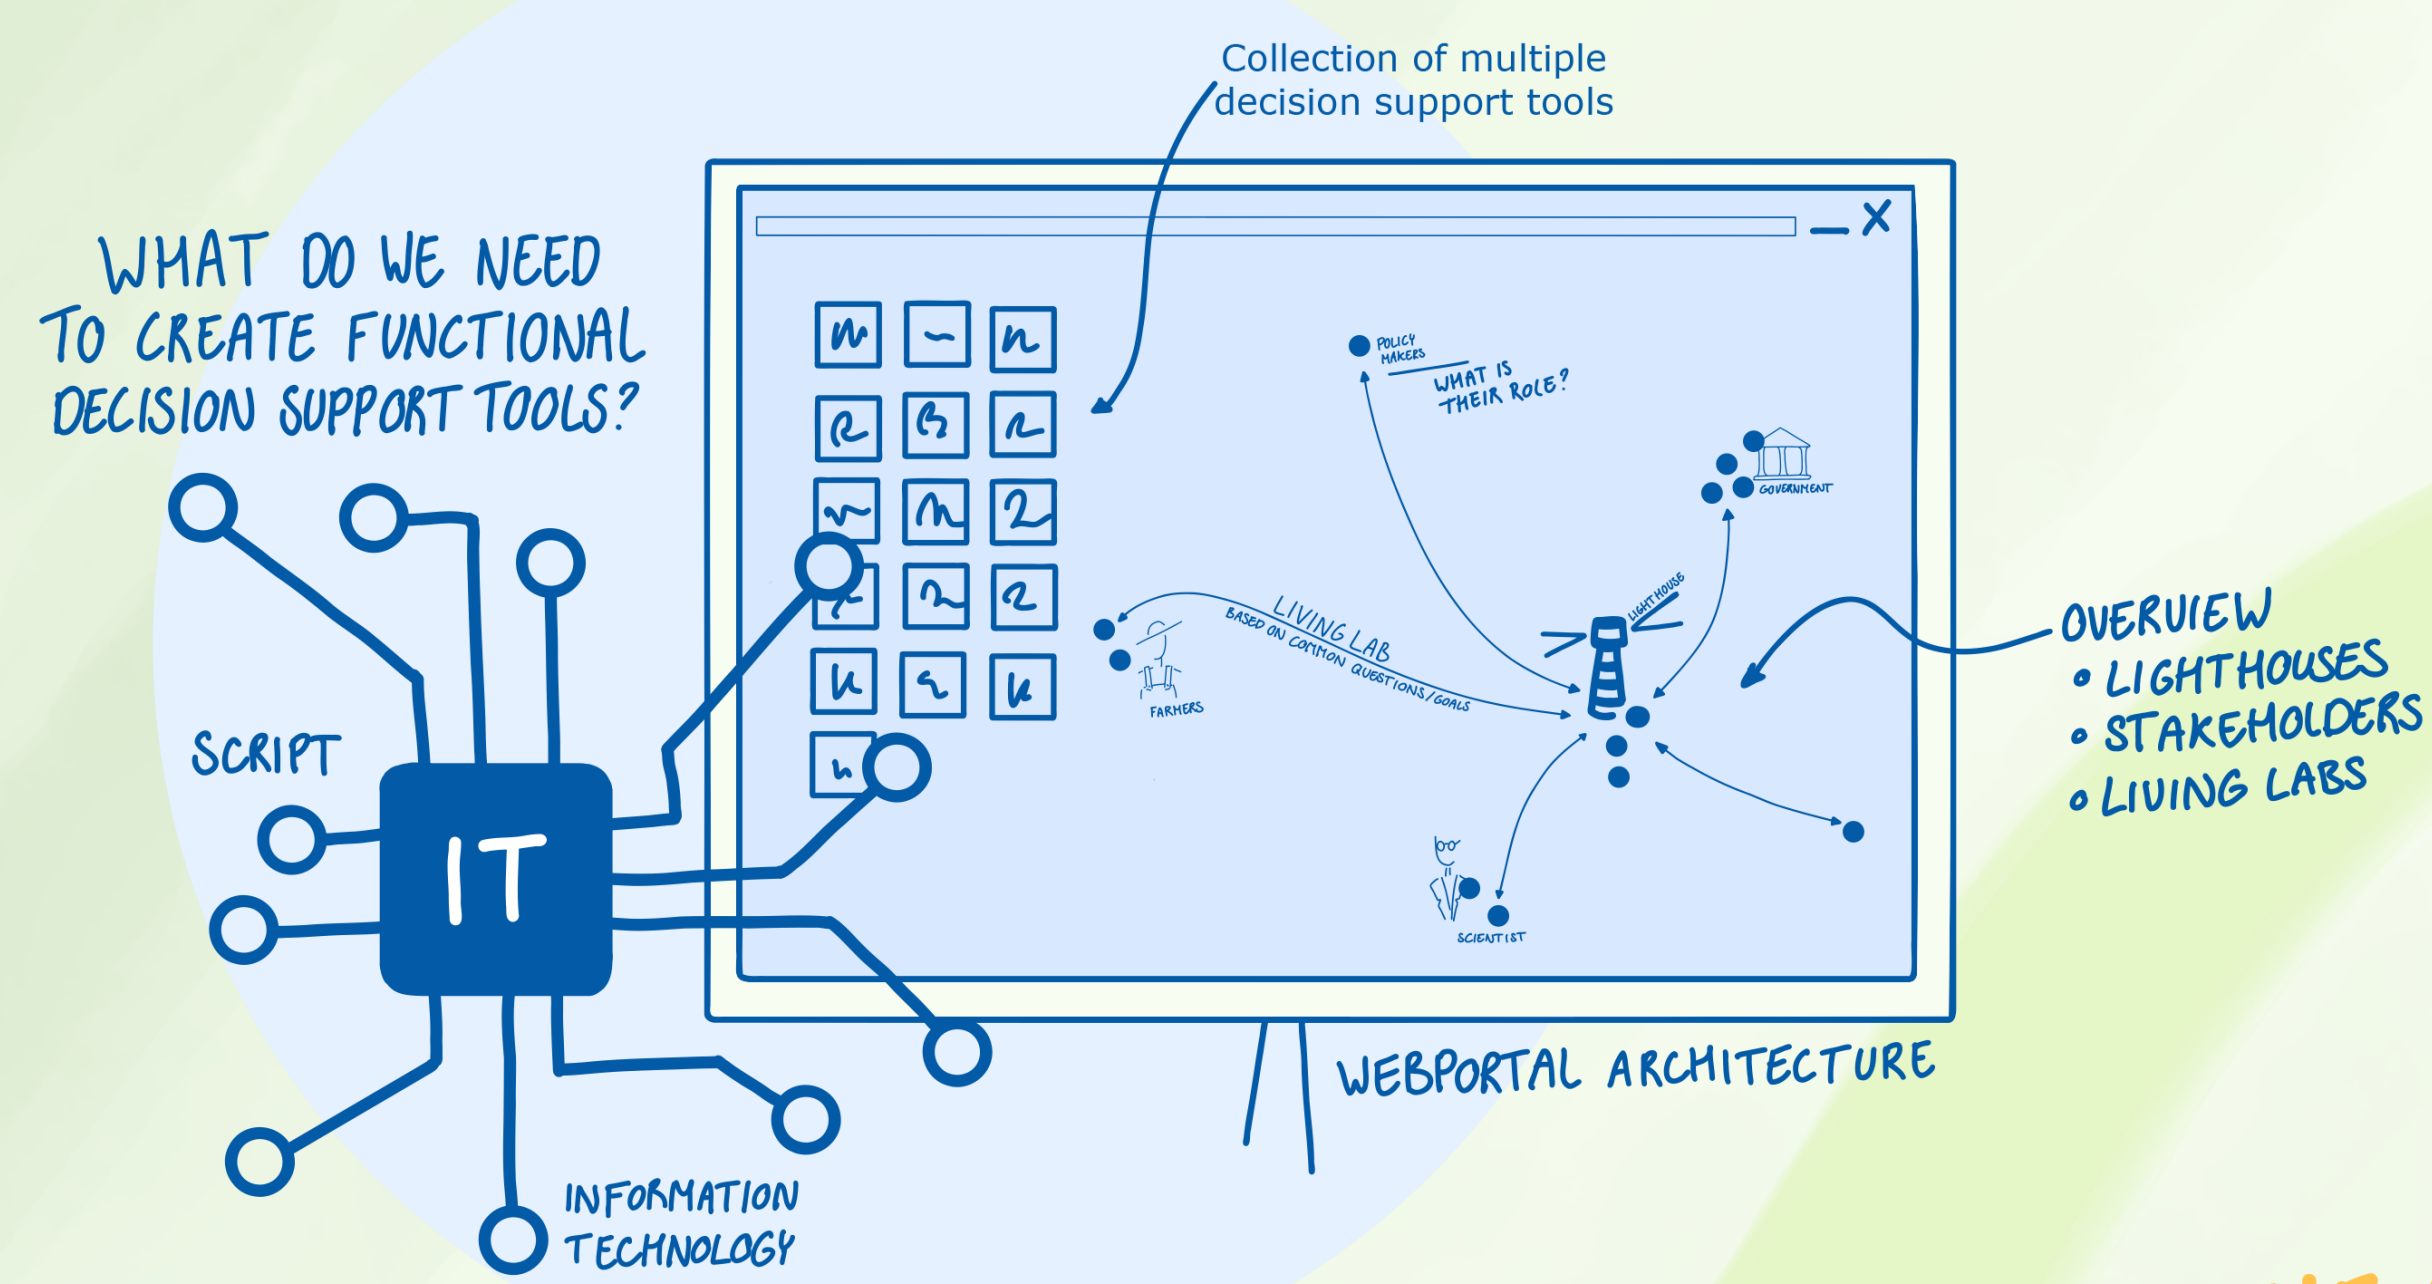 Collection of multiple
decision support tools
WHAT DO WE NEED
TO CREATE FUNCTIONAL
DECISION SUPPORT TOOLS?
X
POLICY
MAKERS
WHAT IS
THEIR ROLE?
GOVERNMENT
LIGHTHOUSE
LIVING LAB
BASED ON COMMON QUESTIONS/GOALS
FARMERS
SCIENTIST
OVERVIEW
• LIGHTHOUSES
• STAKEHOLDERS
• LIVING LABS
SCRIPT
IT
WEBPORTAL ARCHITECTURE
INFORMATION
TECHNOLOGY